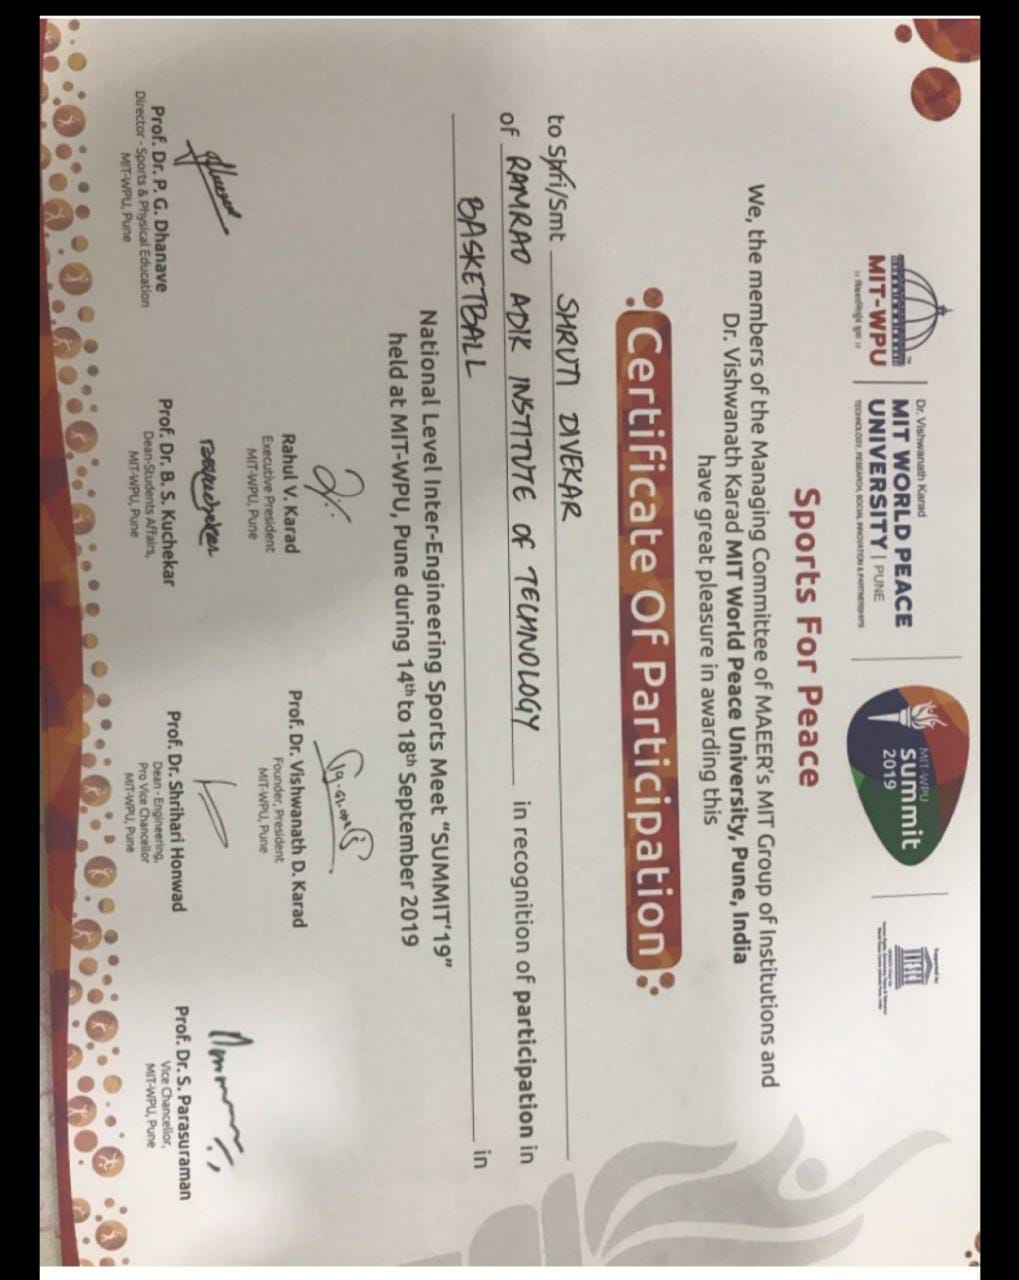 Dr. Vishwanath Karad
MIT WORLD PEACE
UNIVERSITY | PUNE
TECHNOLOGY, RESEARCH, SOCIAL INNOVATION & PARTNERSHIPS
MIT-WPU
MIT-WPU
summit
2019
UNESCO
Sports For Peace
We, the members of the Managing Committee of MAEER's MIT Group of Institutions and
Dr. Vishwanath Karad MIT World Peace University, Pune, India
have great pleasure in awarding this
Certificate Of Participation
to Shri/Smt SHRUTI DIVEKAR
of RAMRAO ADIK INSTITUTE OF TECHNOLOGY in recognition of participation in
BASKETBALL in
National Level Inter-Engineering Sports Meet "SUMMIT'19"
held at MIT-WPU, Pune during 14th to 18th September 2019
Rahul V. Karad
Executive President
MIT-WPU, Pune
Prof. Dr. Vishwanath D. Karad
Founder, President
MIT-WPU, Pune
Prof. Dr. P. G. Dhanave
Director - Sports & Physical Education
MIT-WPU, Pune
Prof. Dr. B. S. Kuchekar
Dean-Students Affairs,
MIT-WPU, Pune
Prof. Dr. Shrihari Honwad
Dean - Engineering,
Pro Vice Chancellor
MIT-WPU, Pune
Prof. Dr. S. Parasuraman
Vice Chancellor,
MIT-WPU, Pune